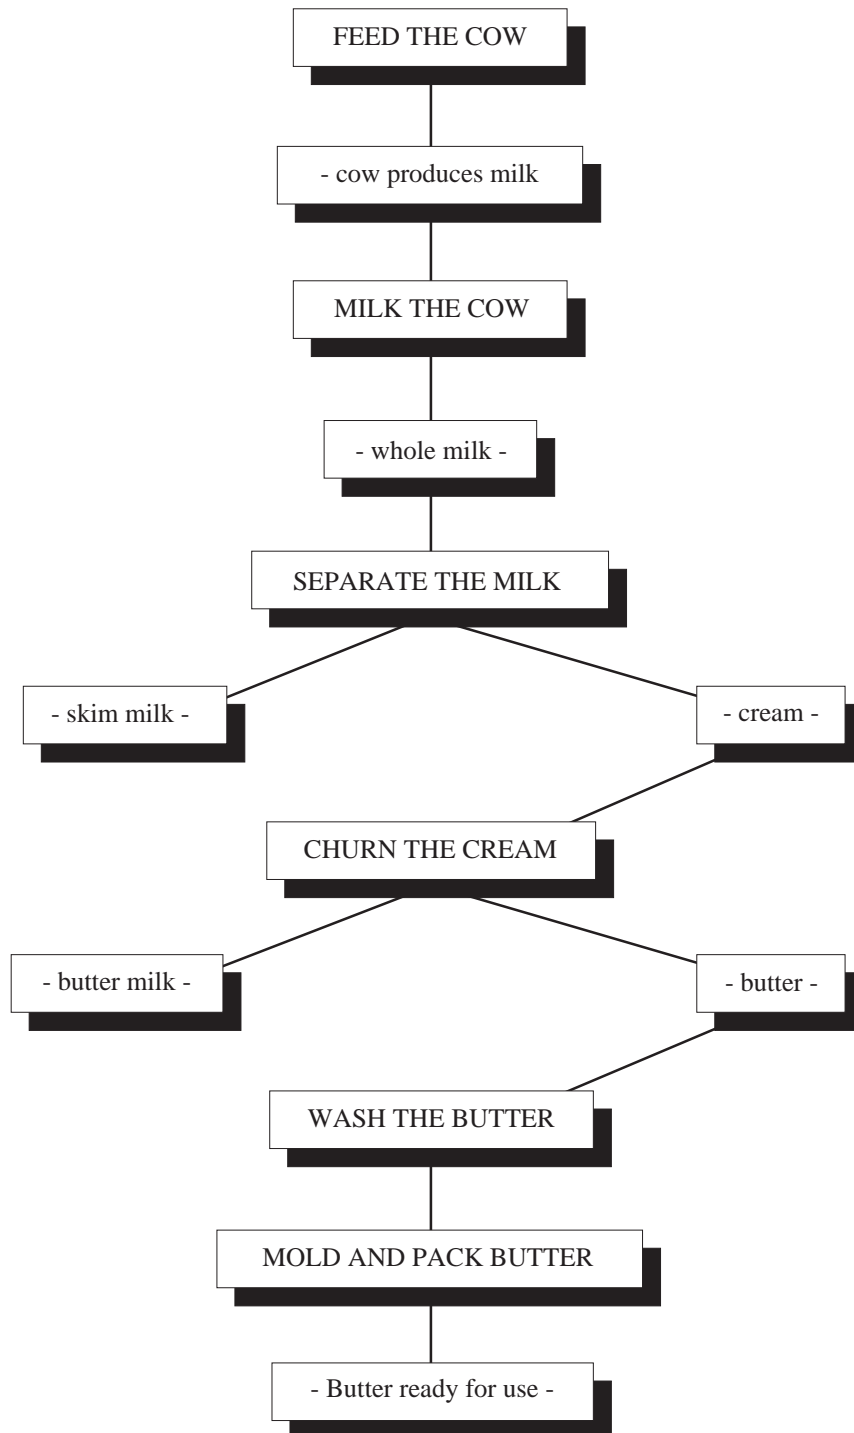 FEED THE COW
- cow produces milk
MILK THE COW
- whole milk -
SEPARATE THE MILK
- skim milk -
- cream -
CHURN THE CREAM
- butter milk -
- butter -
WASH THE BUTTER
MOLD AND PACK BUTTER
- Butter ready for use -